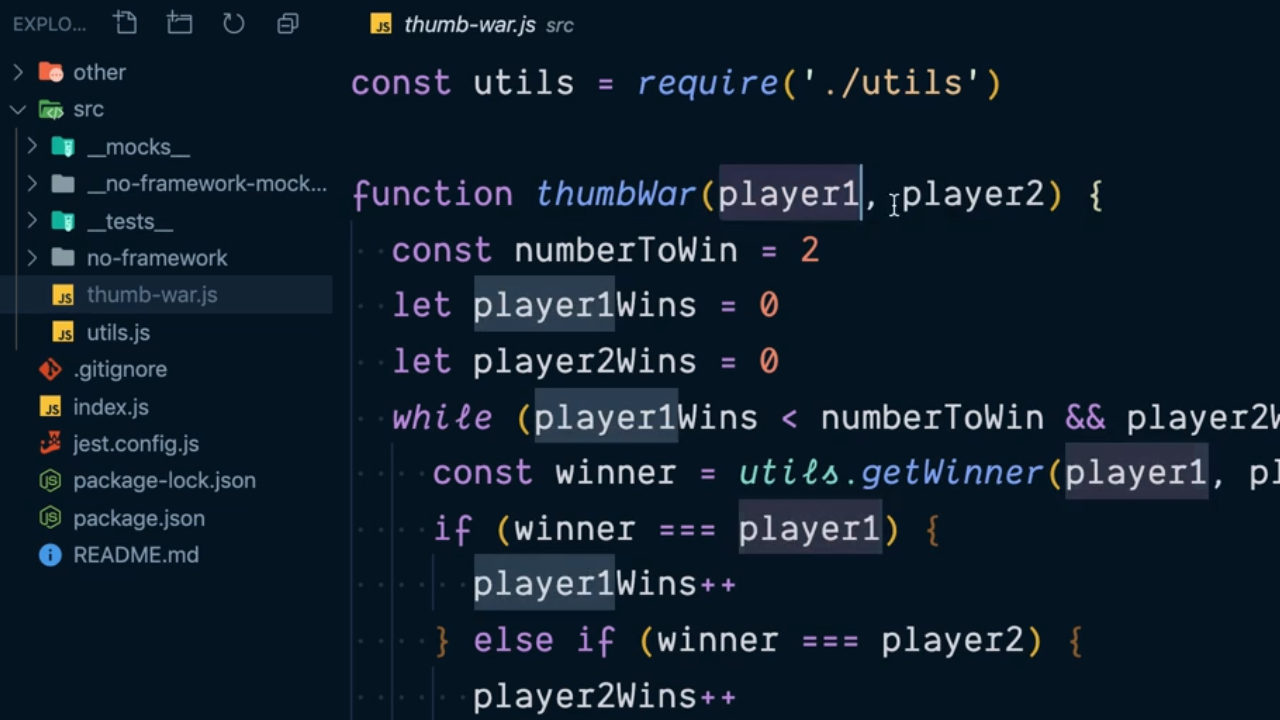 EXPLO...
other
src
__mocks__
__no-framework-mock...
__tests__
no-framework
thumb-war.js
utils.js
.gitignore
index.js
jest.config.js
package-lock.json
package.json
README.md
thumb-war.js src
const utils = require('./utils')
function thumbWar(player1, player2) {
const numberToWin = 2
let player1Wins = 0
let player2Wins = 0
while (player1Wins < numberToWin && player2W
const winner = utils.getWinner(player1, pl
if (winner === player1) {
player1Wins++
} else if (winner === player2) {
player2Wins++